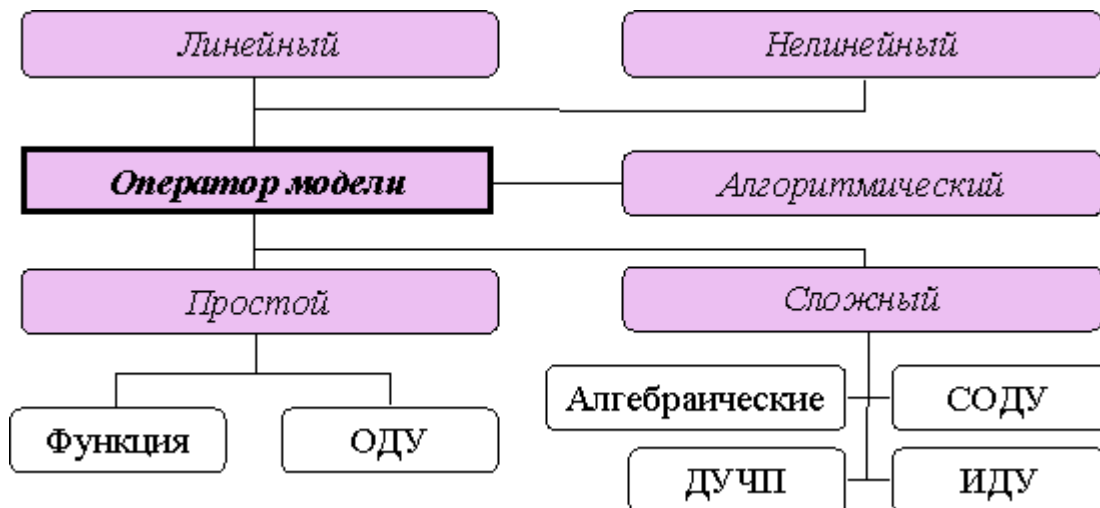 Линейный
Нелинейный
Оператор модели
Алгоритмический
Простой
Сложный
Алгебраические
СОДУ
Функция
ОДУ
ДУЧП
ИДУ